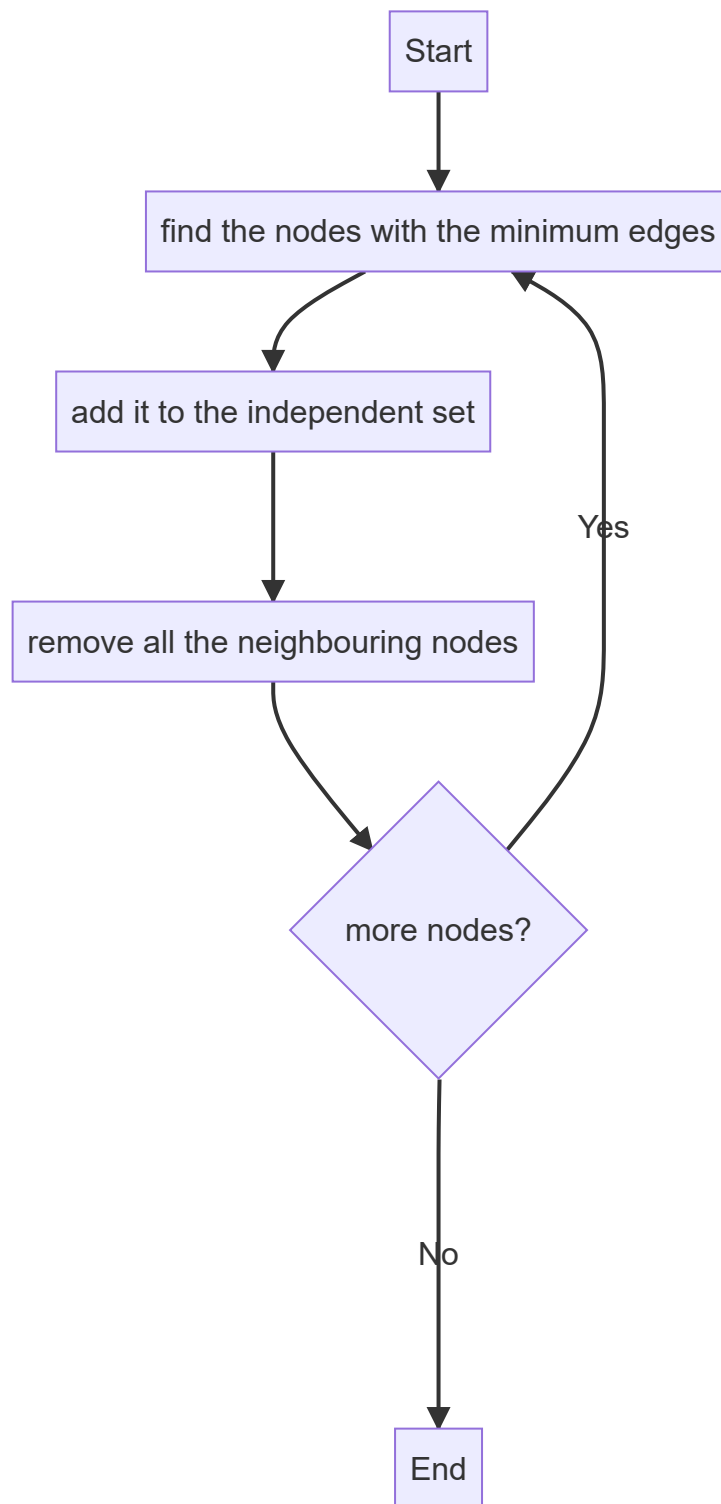 Start
find the nodes with the minimum edges
add it to the independent set
Yes
remove all the neighbouring nodes
more nodes?
No
End